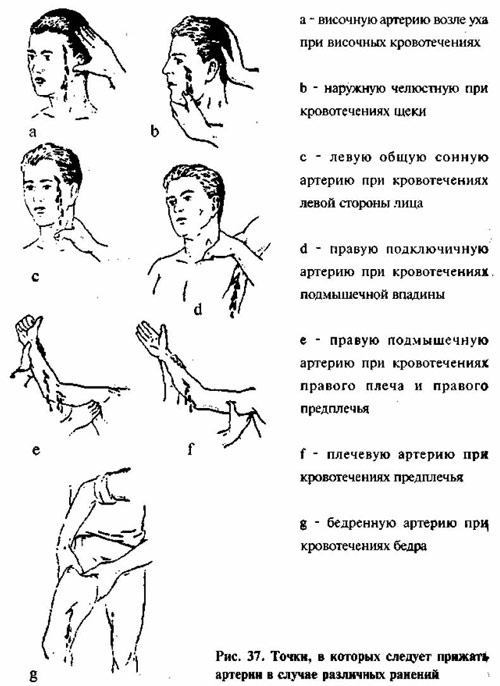 a - височную артерию возле уха
при височных кровотечениях
b - наружную челюстную при
кровотечениях щеки
c - левую общую сонную
артерию при кровотечениях
левой стороны лица
d - правую подключичную
артерию при кровотечениях
подмышечной впадины
e - правую подмышечную
артерию при кровотечениях
правого плеча и правого
предплечья
f - плечевую артерию при
кровотечениях предплечья
g - бедренную артерию при
кровотечениях бедра
a
b
c
d
e
f
g
Рис. 37. Точки, в которых следует прижать
артерии в случае различных ранений